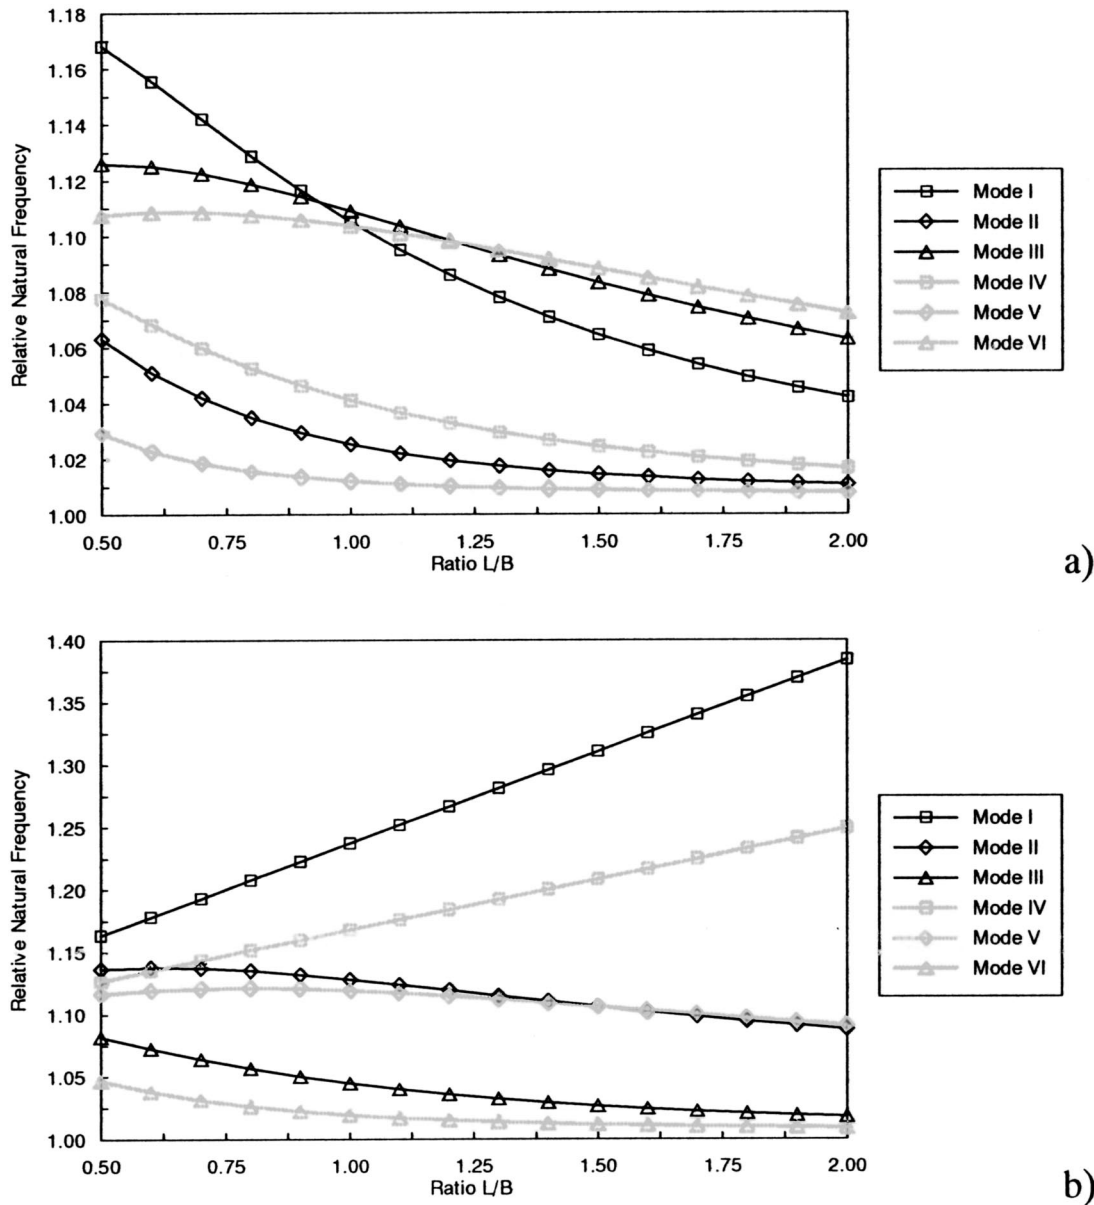 1.18
1.16
1.14
1.12
1.10
1.08
1.06
1.04
1.02
1.00
Relative Natural Frequency
0.50 0.75 1.00 1.25 1.50 1.75 2.00
Ratio L/B
Mode I
Mode II
Mode III
Mode IV
Mode V
Mode VI
a)
1.40
1.35
1.30
1.25
1.20
1.15
1.10
1.05
1.00
Relative Natural Frequency
0.50 0.75 1.00 1.25 1.50 1.75 2.00
Ratio L/B
Mode I
Mode II
Mode III
Mode IV
Mode V
Mode VI
b)